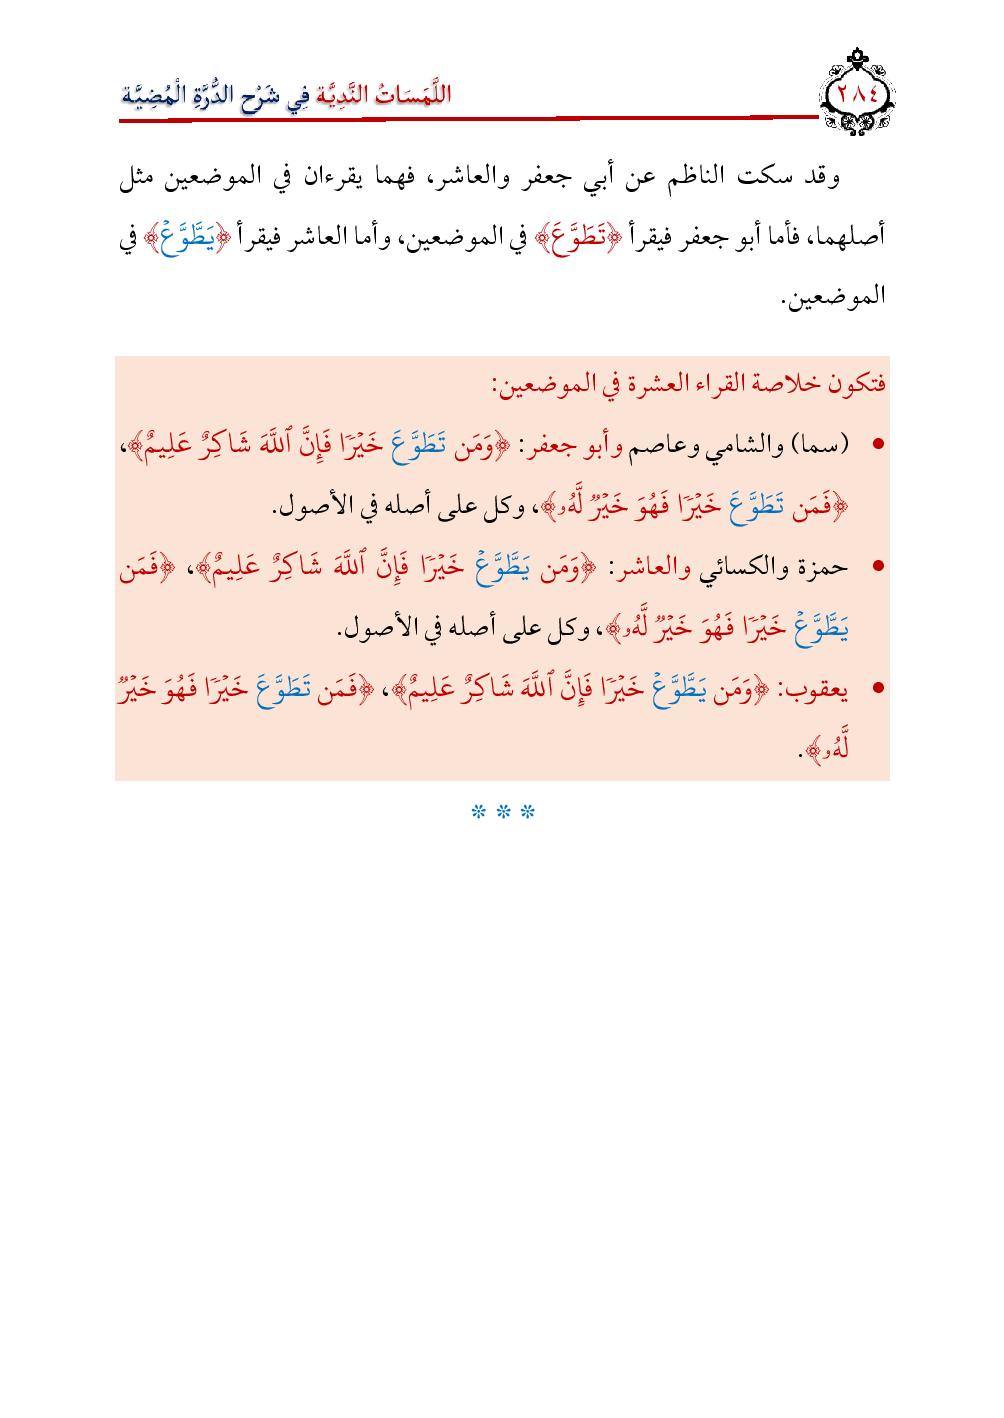 ٢٨٤
اللَّمَسَاتُ النَّدِيَّة فِي شَرْح الدُّرَّةِ الْمُضِيَّة
وقد سكت الناظم عن أبي جعفر والعاشر، فهما يقرءان في الموضعين مثل
أصلهما، فأما أبو جعفر فيقرأ ﴿تَطَوَّعَ﴾ في الموضعين، وأما العاشر فيقرأ ﴿يَطَّوَّعۡ﴾ في
الموضعين.
فتكون خلاصة القراء العشرة في الموضعين:
• (سما) والشامي وعاصم وأبو جعفر: ﴿وَمَن تَطَوَّعَ خَيۡرٗا فَإِنَّ ٱللَّهَ شَاكِرٌ عَلِيمٌ﴾،
﴿فَمَن تَطَوَّعَ خَيۡرٗا فَهُوَ خَيۡرٞ لَّهُۥ﴾، وكل على أصله في الأصول.
• حمزة والكسائي والعاشر: ﴿وَمَن يَطَّوَّعۡ خَيۡرٗا فَإِنَّ ٱللَّهَ شَاكِرٌ عَلِيمٌ﴾، ﴿فَمَن
يَطَّوَّعۡ خَيۡرٗا فَهُوَ خَيۡرٞ لَّهُۥ﴾، وكل على أصله في الأصول.
• يعقوب: ﴿وَمَن يَطَّوَّعۡ خَيۡرٗا فَإِنَّ ٱللَّهَ شَاكِرٌ عَلِيمٌ﴾، ﴿فَمَن تَطَوَّعَ خَيۡرٗا فَهُوَ خَيۡرٞ
لَّهُۥ﴾.
* * *